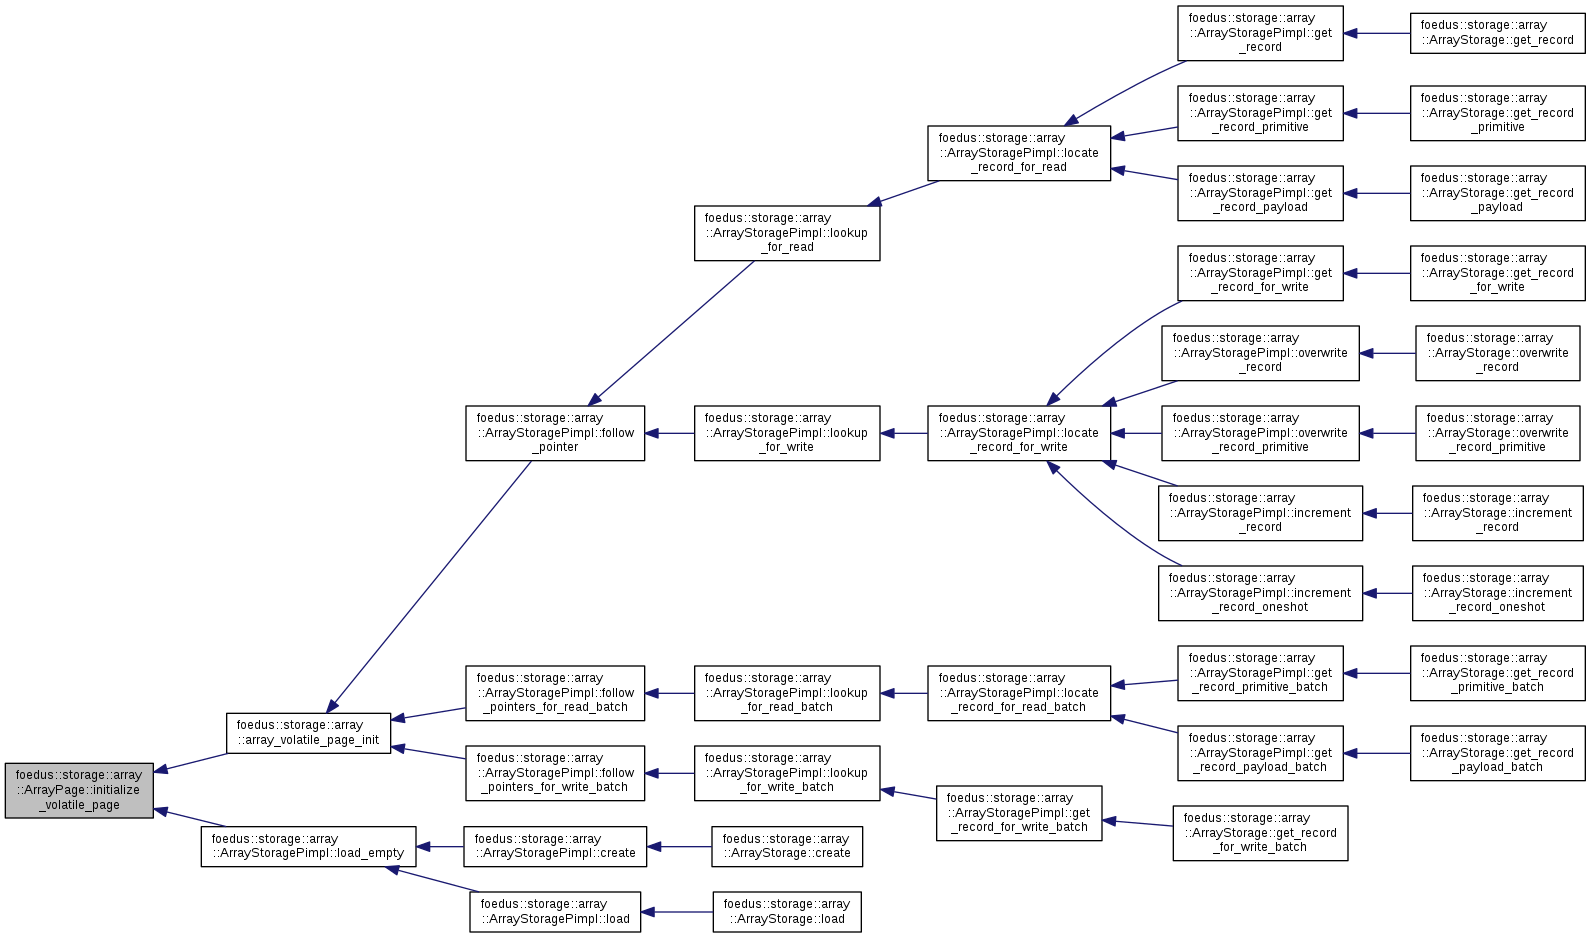 foedus::storage::array
::ArrayPage::initialize
_volatile_page
foedus::storage::array
::array_volatile_page_init
foedus::storage::array
::ArrayStoragePimpl::follow
_pointer
foedus::storage::array
::ArrayStoragePimpl::lookup
_for_read
foedus::storage::array
::ArrayStoragePimpl::locate
_record_for_read
foedus::storage::array
::ArrayStoragePimpl::get
_record
foedus::storage::array
::ArrayStorage::get_record
foedus::storage::array
::ArrayStoragePimpl::get
_record_primitive
foedus::storage::array
::ArrayStorage::get_record
_primitive
foedus::storage::array
::ArrayStoragePimpl::get
_record_payload
foedus::storage::array
::ArrayStorage::get_record
_payload
foedus::storage::array
::ArrayStoragePimpl::lookup
_for_write
foedus::storage::array
::ArrayStoragePimpl::locate
_record_for_write
foedus::storage::array
::ArrayStoragePimpl::get
_record_for_write
foedus::storage::array
::ArrayStorage::get_record
_for_write
foedus::storage::array
::ArrayStoragePimpl::overwrite
_record
foedus::storage::array
::ArrayStorage::overwrite
_record
foedus::storage::array
::ArrayStoragePimpl::overwrite
_record_primitive
foedus::storage::array
::ArrayStorage::overwrite
_record_primitive
foedus::storage::array
::ArrayStoragePimpl::increment
_record
foedus::storage::array
::ArrayStorage::increment
_record
foedus::storage::array
::ArrayStoragePimpl::increment
_record_oneshot
foedus::storage::array
::ArrayStorage::increment
_record_oneshot
foedus::storage::array
::ArrayStoragePimpl::follow
_pointers_for_read_batch
foedus::storage::array
::ArrayStoragePimpl::lookup
_for_read_batch
foedus::storage::array
::ArrayStoragePimpl::locate
_record_for_read_batch
foedus::storage::array
::ArrayStoragePimpl::get
_record_primitive_batch
foedus::storage::array
::ArrayStorage::get_record
_primitive_batch
foedus::storage::array
::ArrayStoragePimpl::get
_record_payload_batch
foedus::storage::array
::ArrayStorage::get_record
_payload_batch
foedus::storage::array
::ArrayStoragePimpl::follow
_pointers_for_write_batch
foedus::storage::array
::ArrayStoragePimpl::lookup
_for_write_batch
foedus::storage::array
::ArrayStoragePimpl::get
_record_for_write_batch
foedus::storage::array
::ArrayStorage::get_record
_for_write_batch
foedus::storage::array
::ArrayStoragePimpl::load_empty
foedus::storage::array
::ArrayStoragePimpl::create
foedus::storage::array
::ArrayStorage::create
foedus::storage::array
::ArrayStoragePimpl::load
foedus::storage::array
::ArrayStorage::load